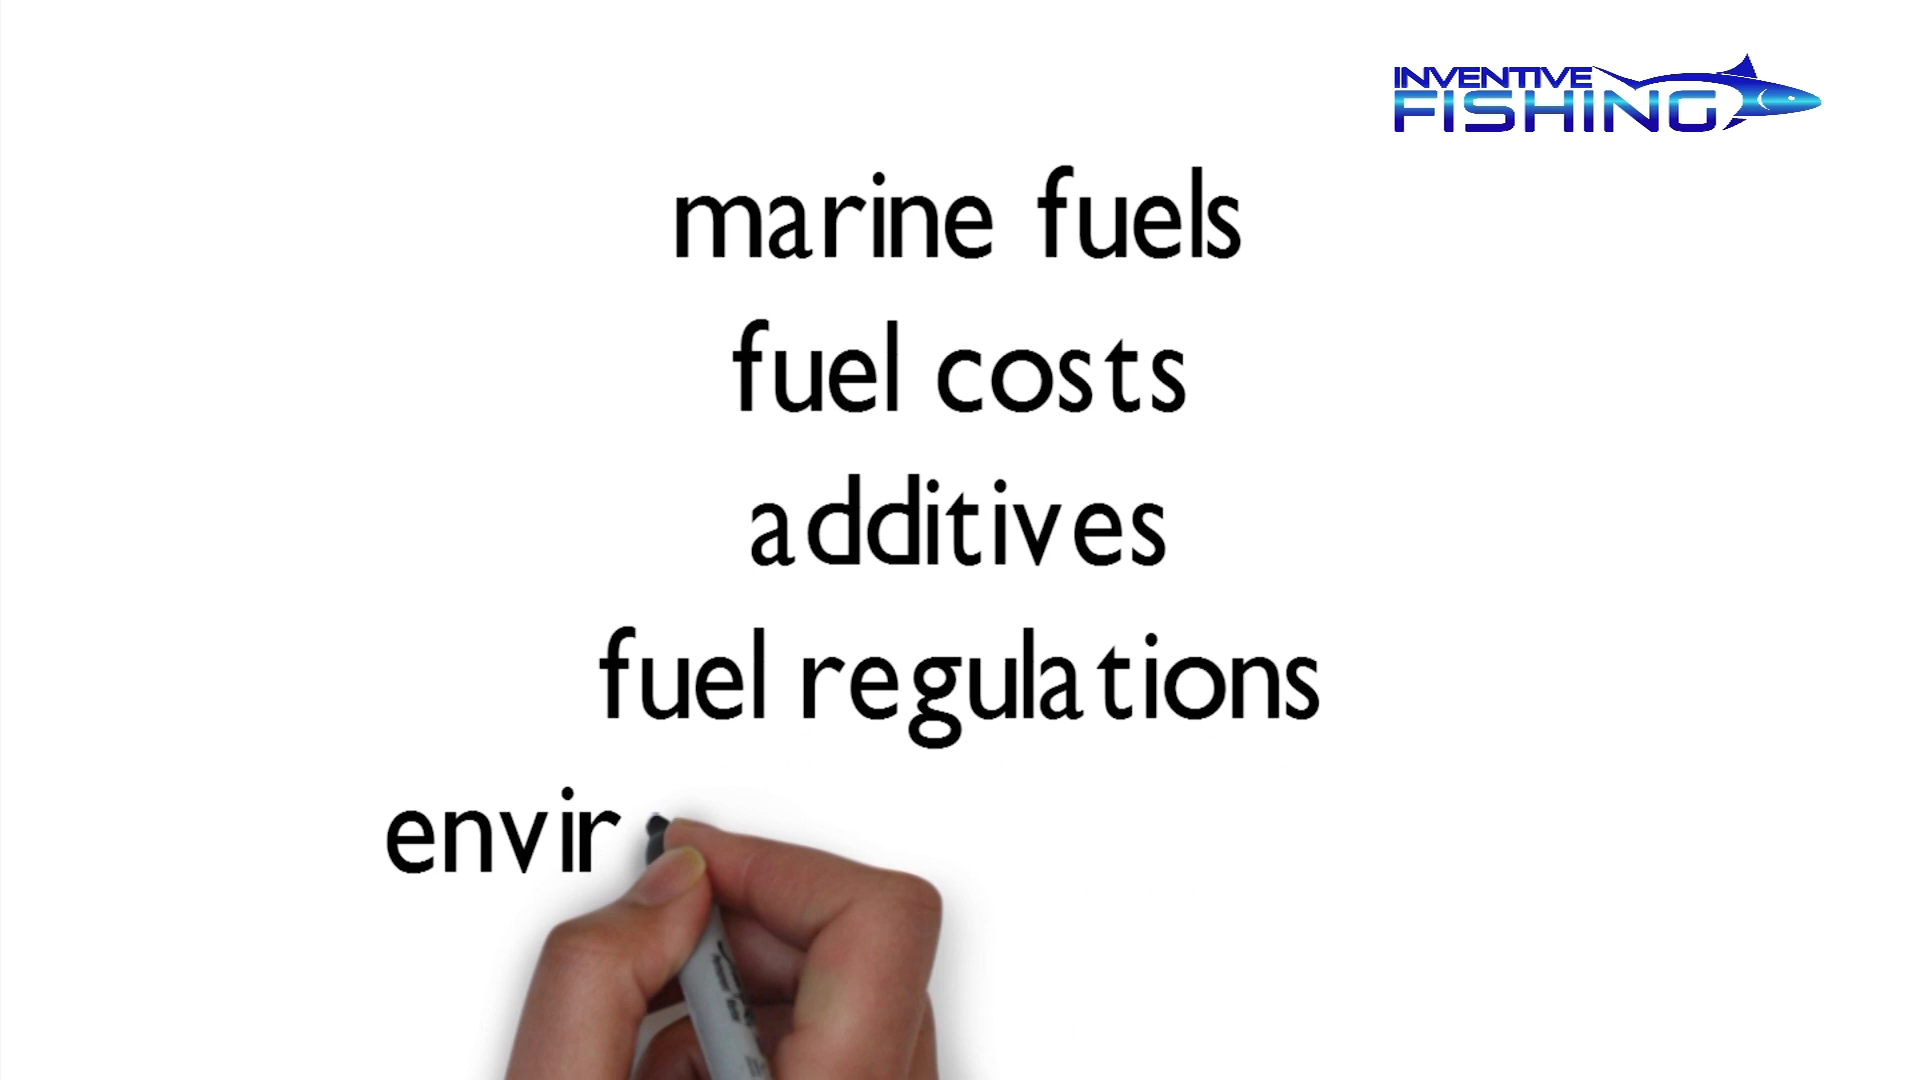 INVENTIVE
FISHING
marine fuels
fuel costs
additives
fuel regulations
envir